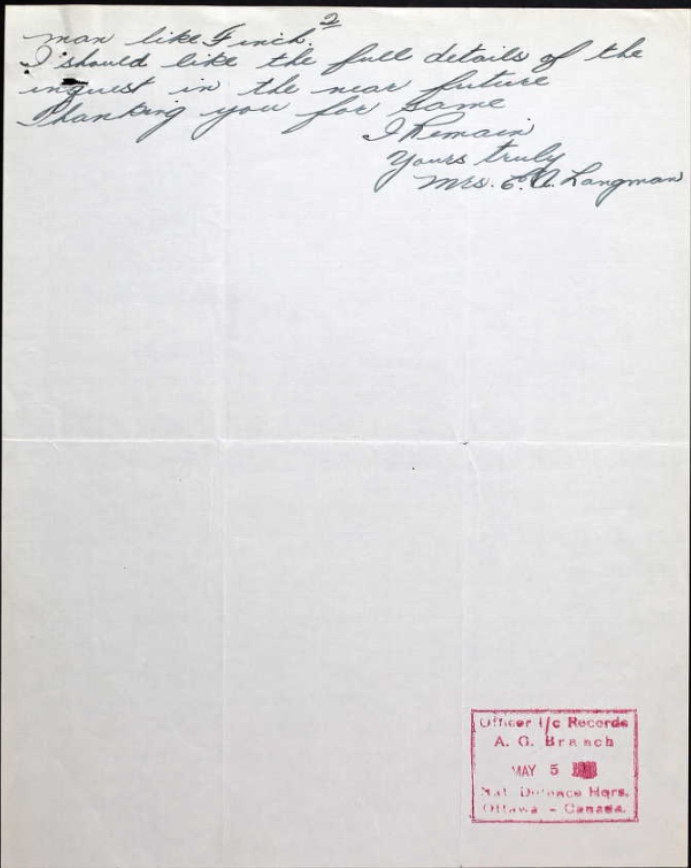 2
man like Finch.
I should like the full details of the
inquest in the near future
Thanking you for same
I Remain
Yours truly
Mrs. E. A. Langman
Officer I/c Records
A. G. Branch
MAY 5
Nat. Defence Hqrs.
Ottawa - Canada.